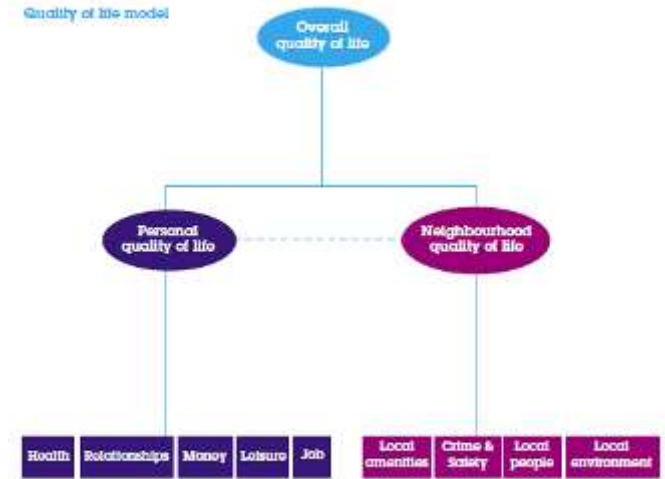 Quality of life model
Overall
quality of life
Personal
quality of life
Neighbourhood
quality of life
Health
Relationships
Money
Leisure
Job
Local
amenities
Crime &
Safety
Local
people
Local
environment